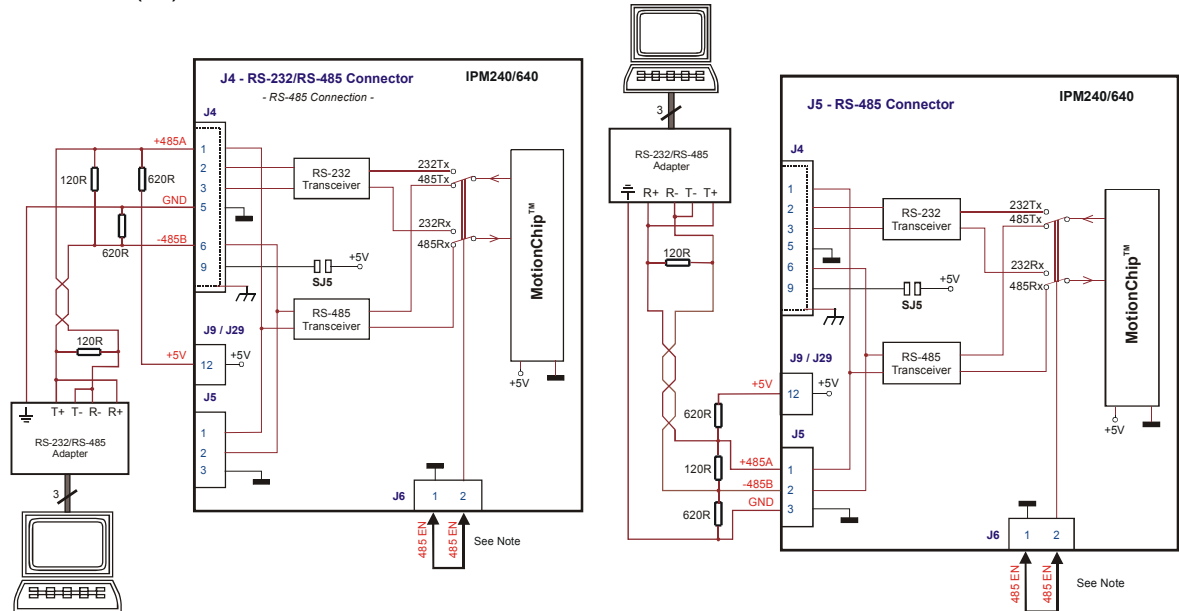 J4 - RS-232/RS-485 Connector
IPM240/640
- RS-485 Connection -
J4
+485A
1
2
3
5
6
9
120R
620R
GND
620R
-485B
RS-232
Transceiver
232Tx
485Tx
232Rx
485Rx
MotionChip™
+5V
SJ5
+5V
RS-485
Transceiver
120R
J9 / J29
+5V
12
+5V
J5
1
2
3
T+ T- R- R+
RS-232/RS-485
Adapter
3
J6
1 2
485 EN
485 EN
See Note
3
RS-232/RS-485
Adapter
R+ R- T- T+
120R
J5 - RS-485 Connector
IPM240/640
J4
1
2
3
5
6
9
RS-232
Transceiver
232Tx
485Tx
232Rx
485Rx
MotionChip™
+5V
SJ5
+5V
RS-485
Transceiver
J9 / J29
+5V
12
+5V
620R
J5
+485A
1
120R
-485B
2
GND
3
620R
J6
1 2
485 EN
485 EN
See Note